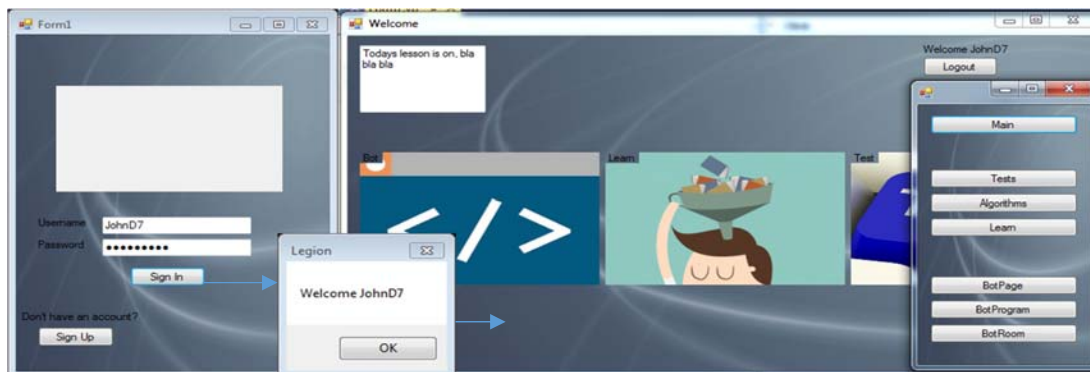 Form1
Username
JohnD7
Password
Sign In
Don't have an account?
Sign Up
Legion
Welcome JohnD7
OK
Welcome
Todays lesson is on, bla
bla bla
Welcome JohnD7
Logout
Bot
Learn
Test
Main
Tests
Algorithms
Learn
BotPage
BotProgram
BotRoom